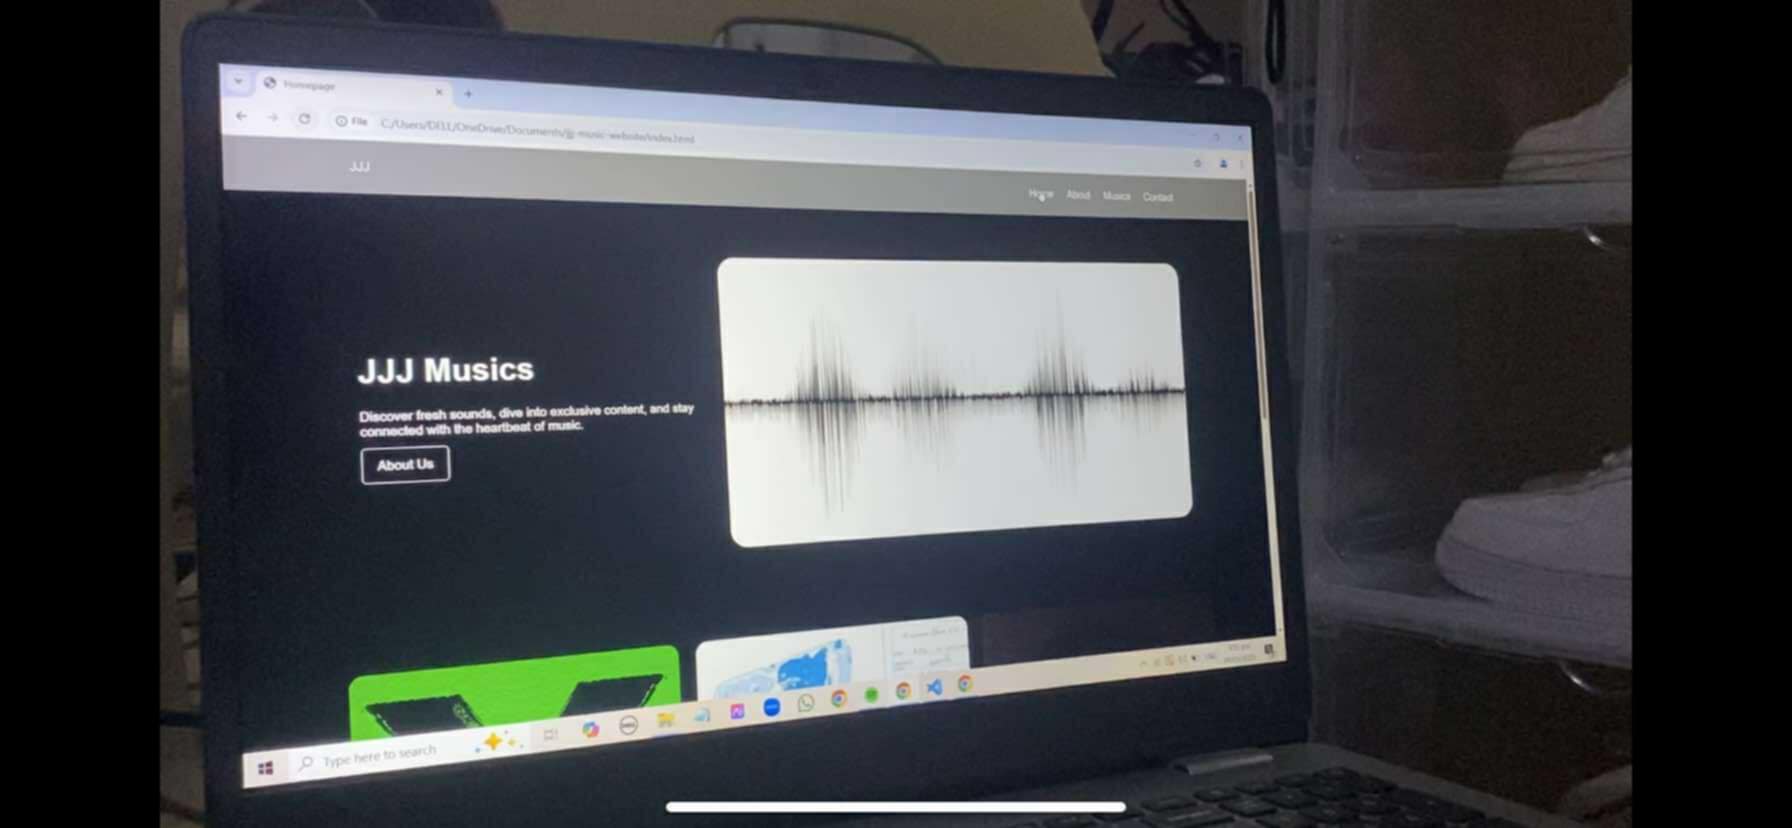 Homepage
File C:/Users/DELL/OneDrive/Documents/jjj-music-website/index.html
JJJ
Home About Musics Contact
JJJ Musics
Discover fresh sounds, dive into exclusive content, and stay
connected with the heartbeat of music.
About Us
Type here to search